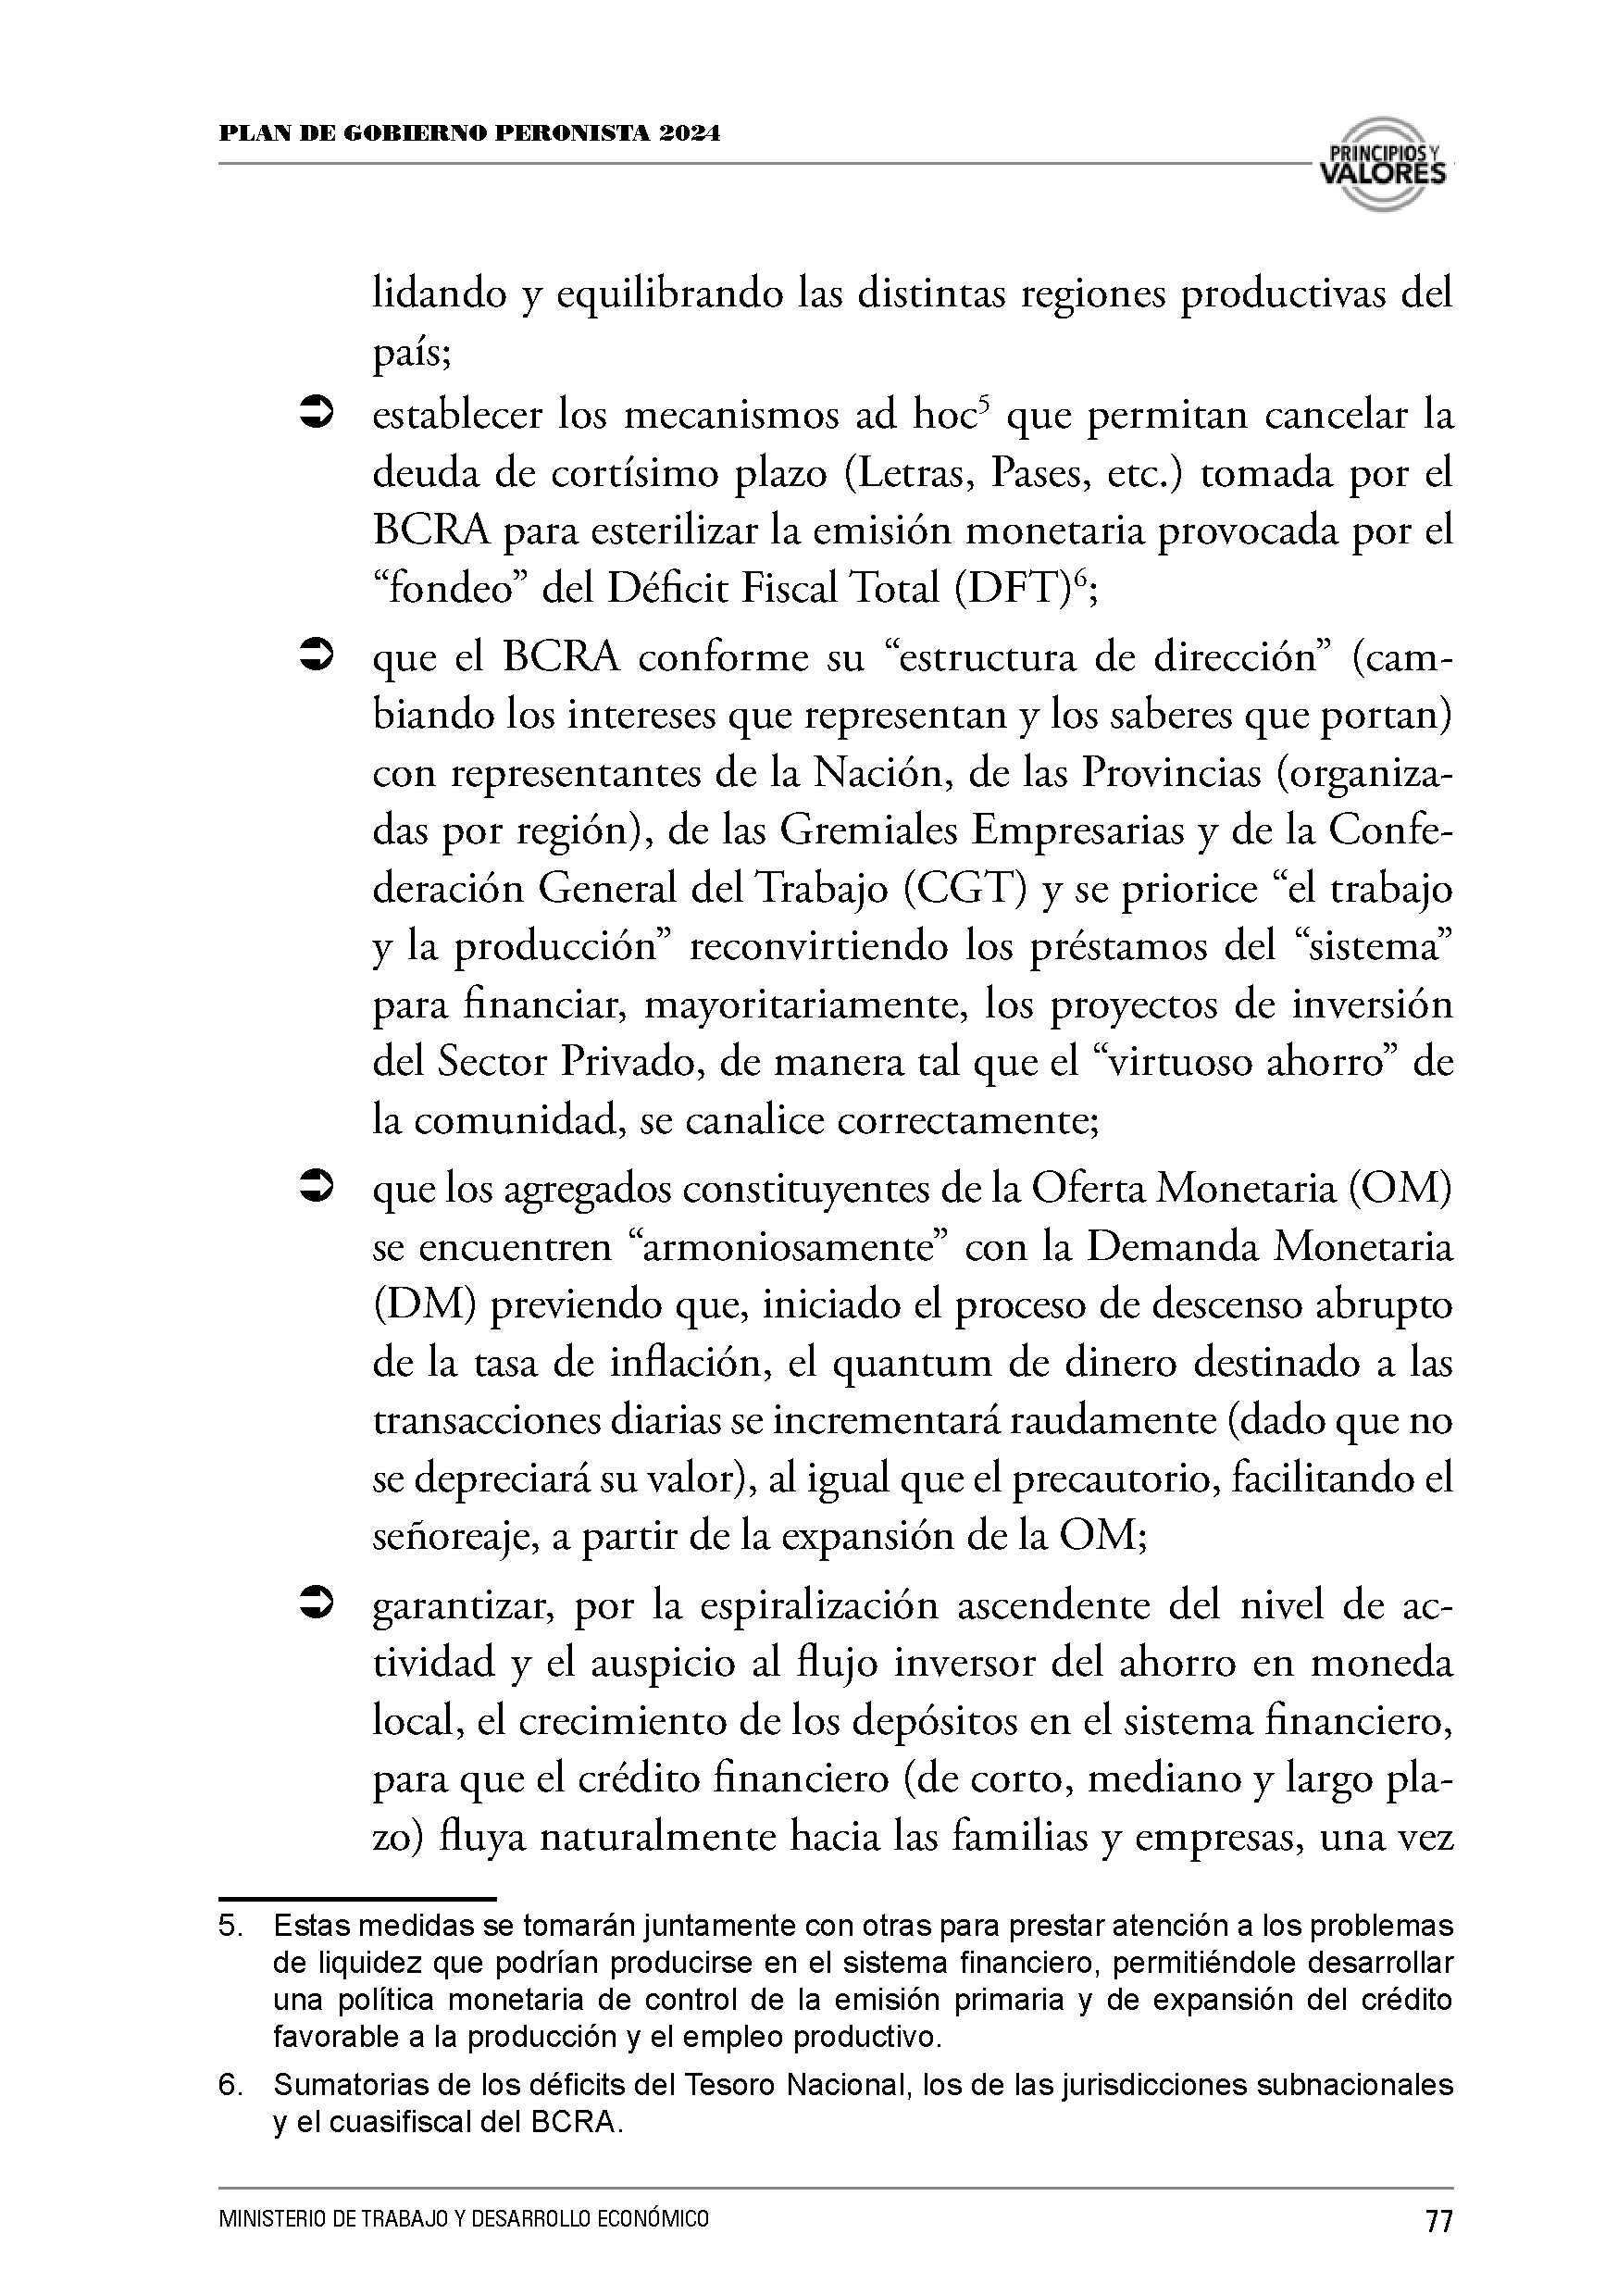 PLAN DE GOBIERNO PERONISTA 2024
PRINCIPIOS Y
VALORES
lidando y equilibrando las distintas regiones productivas del
país;
➲ establecer los mecanismos ad hoc⁵ que permitan cancelar la
deuda de cortísimo plazo (Letras, Pases, etc.) tomada por el
BCRA para esterilizar la emisión monetaria provocada por el
“fondeo” del Déficit Fiscal Total (DFT)⁶;
➲ que el BCRA conforme su “estructura de dirección” (cam-
biando los intereses que representan y los saberes que portan)
con representantes de la Nación, de las Provincias (organiza-
das por región), de las Gremiales Empresarias y de la Confe-
deración General del Trabajo (CGT) y se priorice “el trabajo
y la producción” reconvirtiendo los préstamos del “sistema”
para financiar, mayoritariamente, los proyectos de inversión
del Sector Privado, de manera tal que el “virtuoso ahorro” de
la comunidad, se canalice correctamente;
➲ que los agregados constituyentes de la Oferta Monetaria (OM)
se encuentren “armoniosamente” con la Demanda Monetaria
(DM) previendo que, iniciado el proceso de descenso abrupto
de la tasa de inflación, el quantum de dinero destinado a las
transacciones diarias se incrementará raudamente (dado que no
se depreciará su valor), al igual que el precautorio, facilitando el
señoreaje, a partir de la expansión de la OM;
➲ garantizar, por la espiralización ascendente del nivel de ac-
tividad y el auspicio al flujo inversor del ahorro en moneda
local, el crecimiento de los depósitos en el sistema financiero,
para que el crédito financiero (de corto, mediano y largo pla-
zo) fluya naturalmente hacia las familias y empresas, una vez
5. Estas medidas se tomarán juntamente con otras para prestar atención a los problemas
de liquidez que podrían producirse en el sistema financiero, permitiéndole desarrollar
una política monetaria de control de la emisión primaria y de expansión del crédito
favorable a la producción y el empleo productivo.
6. Sumatorias de los déficits del Tesoro Nacional, los de las jurisdicciones subnacionales
y el cuasifiscal del BCRA.
MINISTERIO DE TRABAJO Y DESARROLLO ECONÓMICO
77